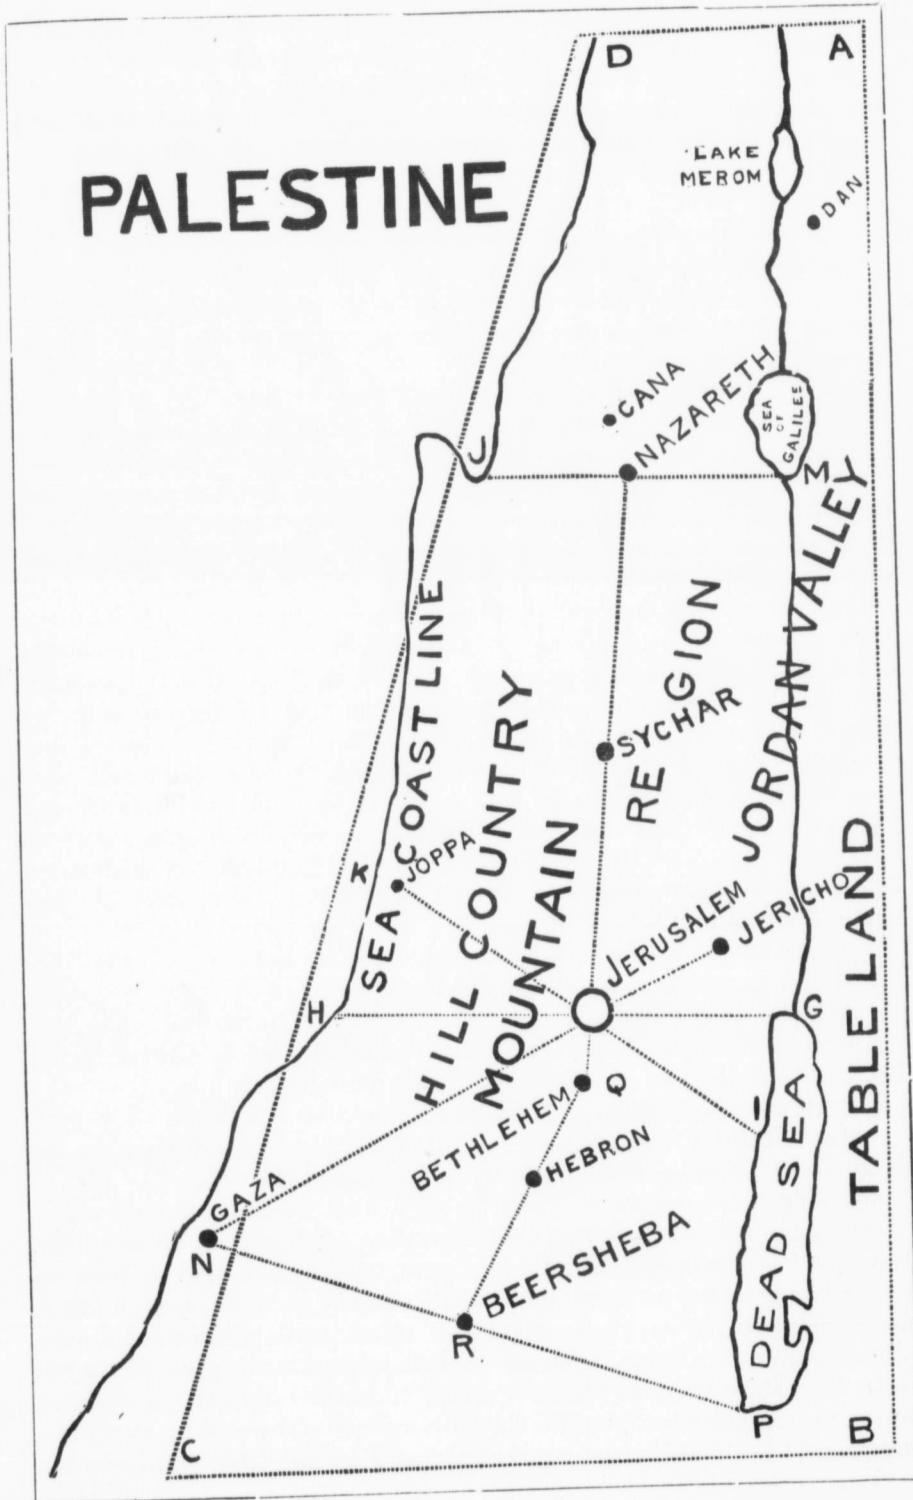 D
A
LAKE
MEROM
PALESTINE
DAN
CANA
NAZARETH
SEA
OF
GALILEE
J
M
JORDAN VALLEY
SEA COAST LINE
HILL COUNTRY
MOUNTAIN REGION
SYCHAR
K
JOPPA
JERUSALEM
JERICHO
TABLE LAND
H
G
Q
I
BETHLEHEM
HEBRON
DEAD SEA
GAZA
N
BEERSHEBA
R
P
B
C